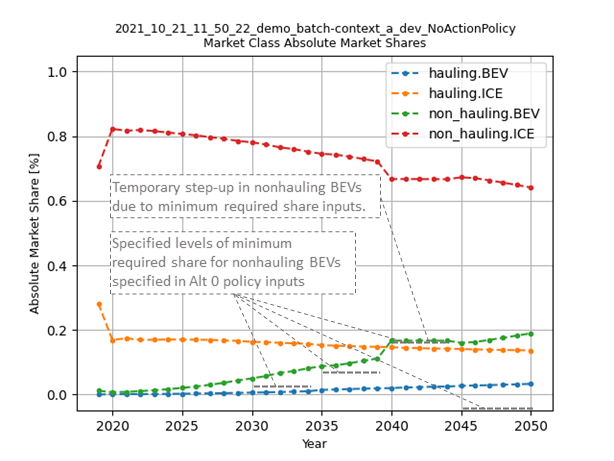 2021_10_21_11_50_22_demo_batch-context_a_dev_NoActionPolicy
Market Class Absolute Market Shares
1.0
0.8
0.6
0.4
0.2
0.0
Absolute Market Share [%]
hauling.BEV
hauling.ICE
non_hauling.BEV
non_hauling.ICE
Temporary step-up in nonhauling BEVs
due to minimum required share inputs.
Specified levels of minimum
required share for nonhauling BEVs
specified in Alt 0 policy inputs
2020 2025 2030 2035 2040 2045 2050
Year